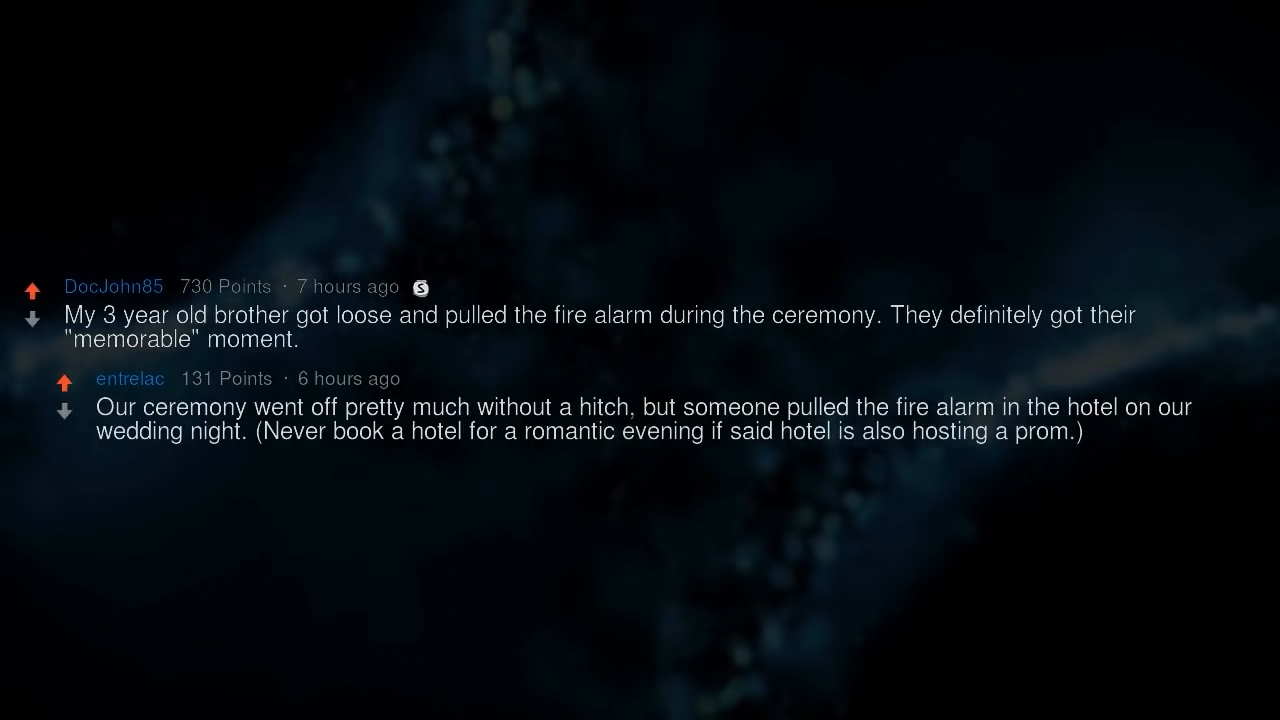 DocJohn85 730 Points · 7 hours ago S
My 3 year old brother got loose and pulled the fire alarm during the ceremony. They definitely got their
"memorable" moment.
entrelac 131 Points · 6 hours ago
Our ceremony went off pretty much without a hitch, but someone pulled the fire alarm in the hotel on our
wedding night. (Never book a hotel for a romantic evening if said hotel is also hosting a prom.)